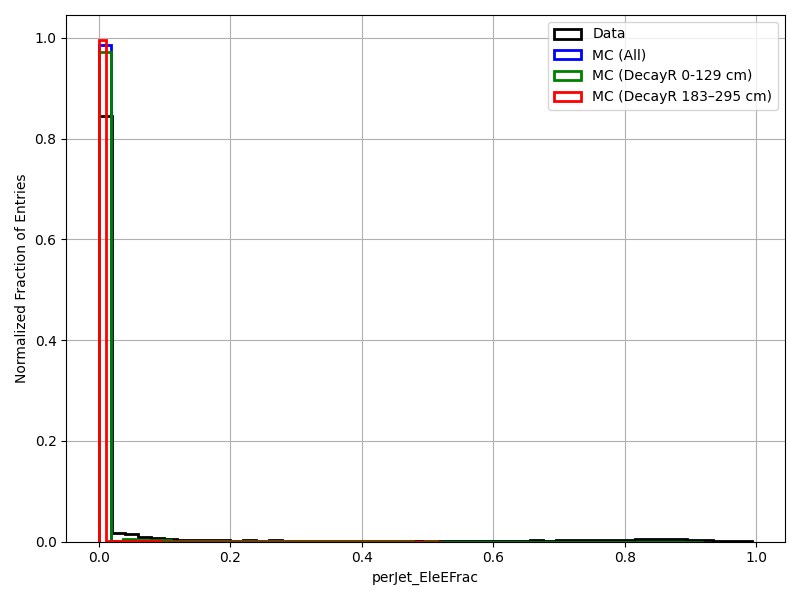 Data
MC (All)
MC (DecayR 0-129 cm)
MC (DecayR 183–295 cm)
Normalized Fraction of Entries
1.0
0.8
0.6
0.4
0.2
0.0
0.0 0.2 0.4 0.6 0.8 1.0
perJet_EleEFrac